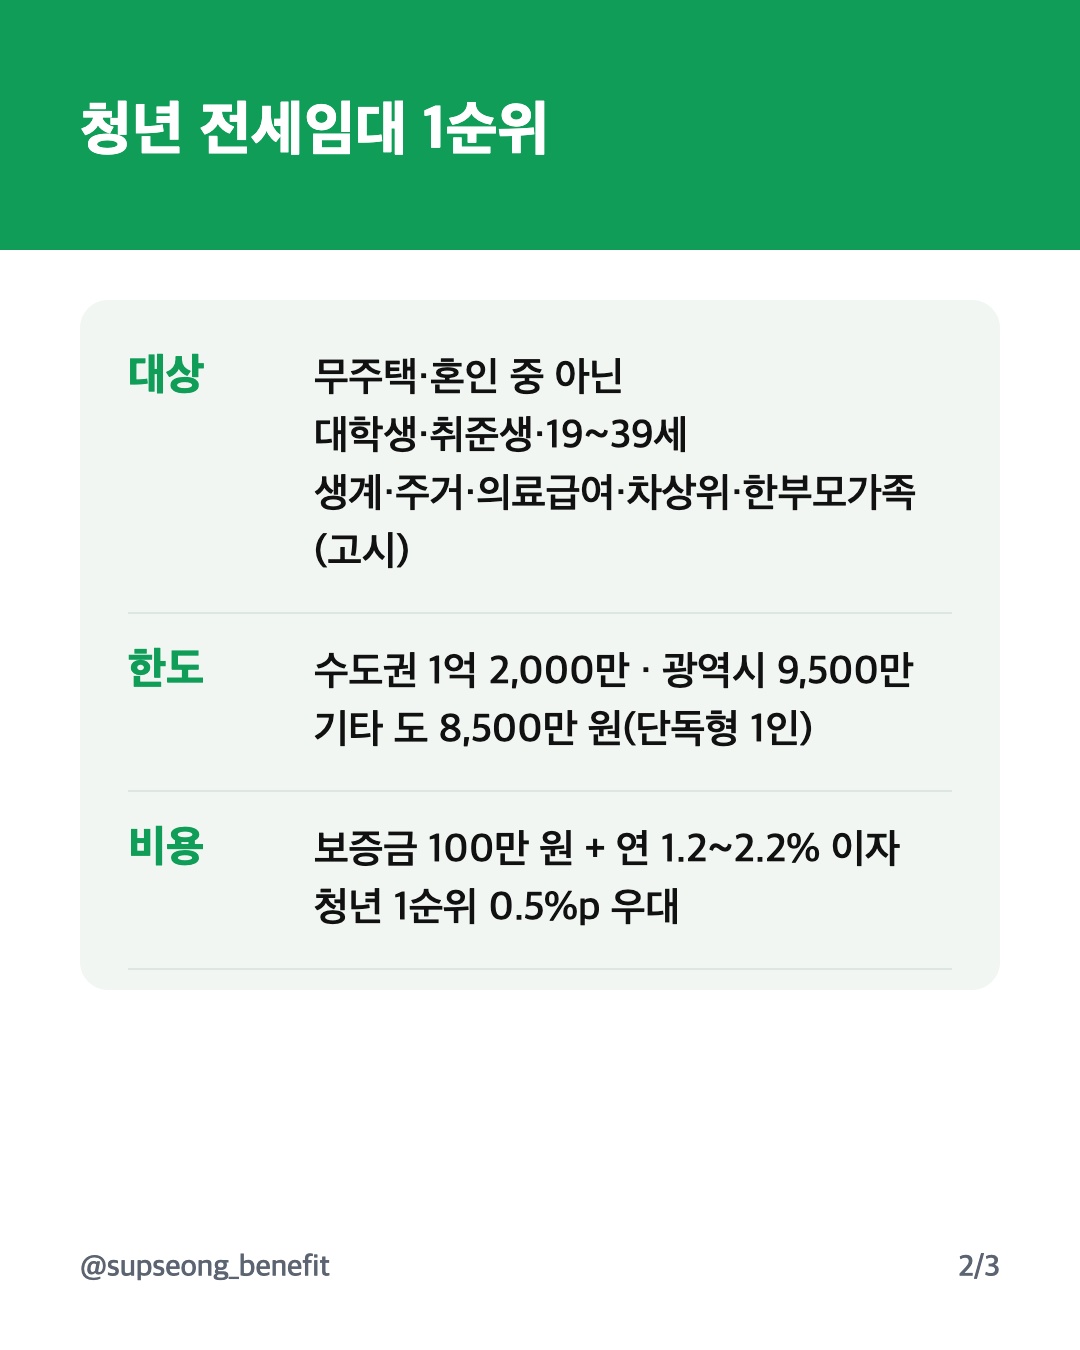 청년 전세임대 1순위
대상
무주택·혼인 중 아닌
대학생·취준생·19~39세
생계·주거·의료급여·차상위·한부모가족
(고시)
한도
수도권 1억 2,000만 · 광역시 9,500만
기타 도 8,500만 원(단독형 1인)
비용
보증금 100만 원 + 연 1.2~2.2% 이자
청년 1순위 0.5%p 우대
@supseong_benefit
2/3